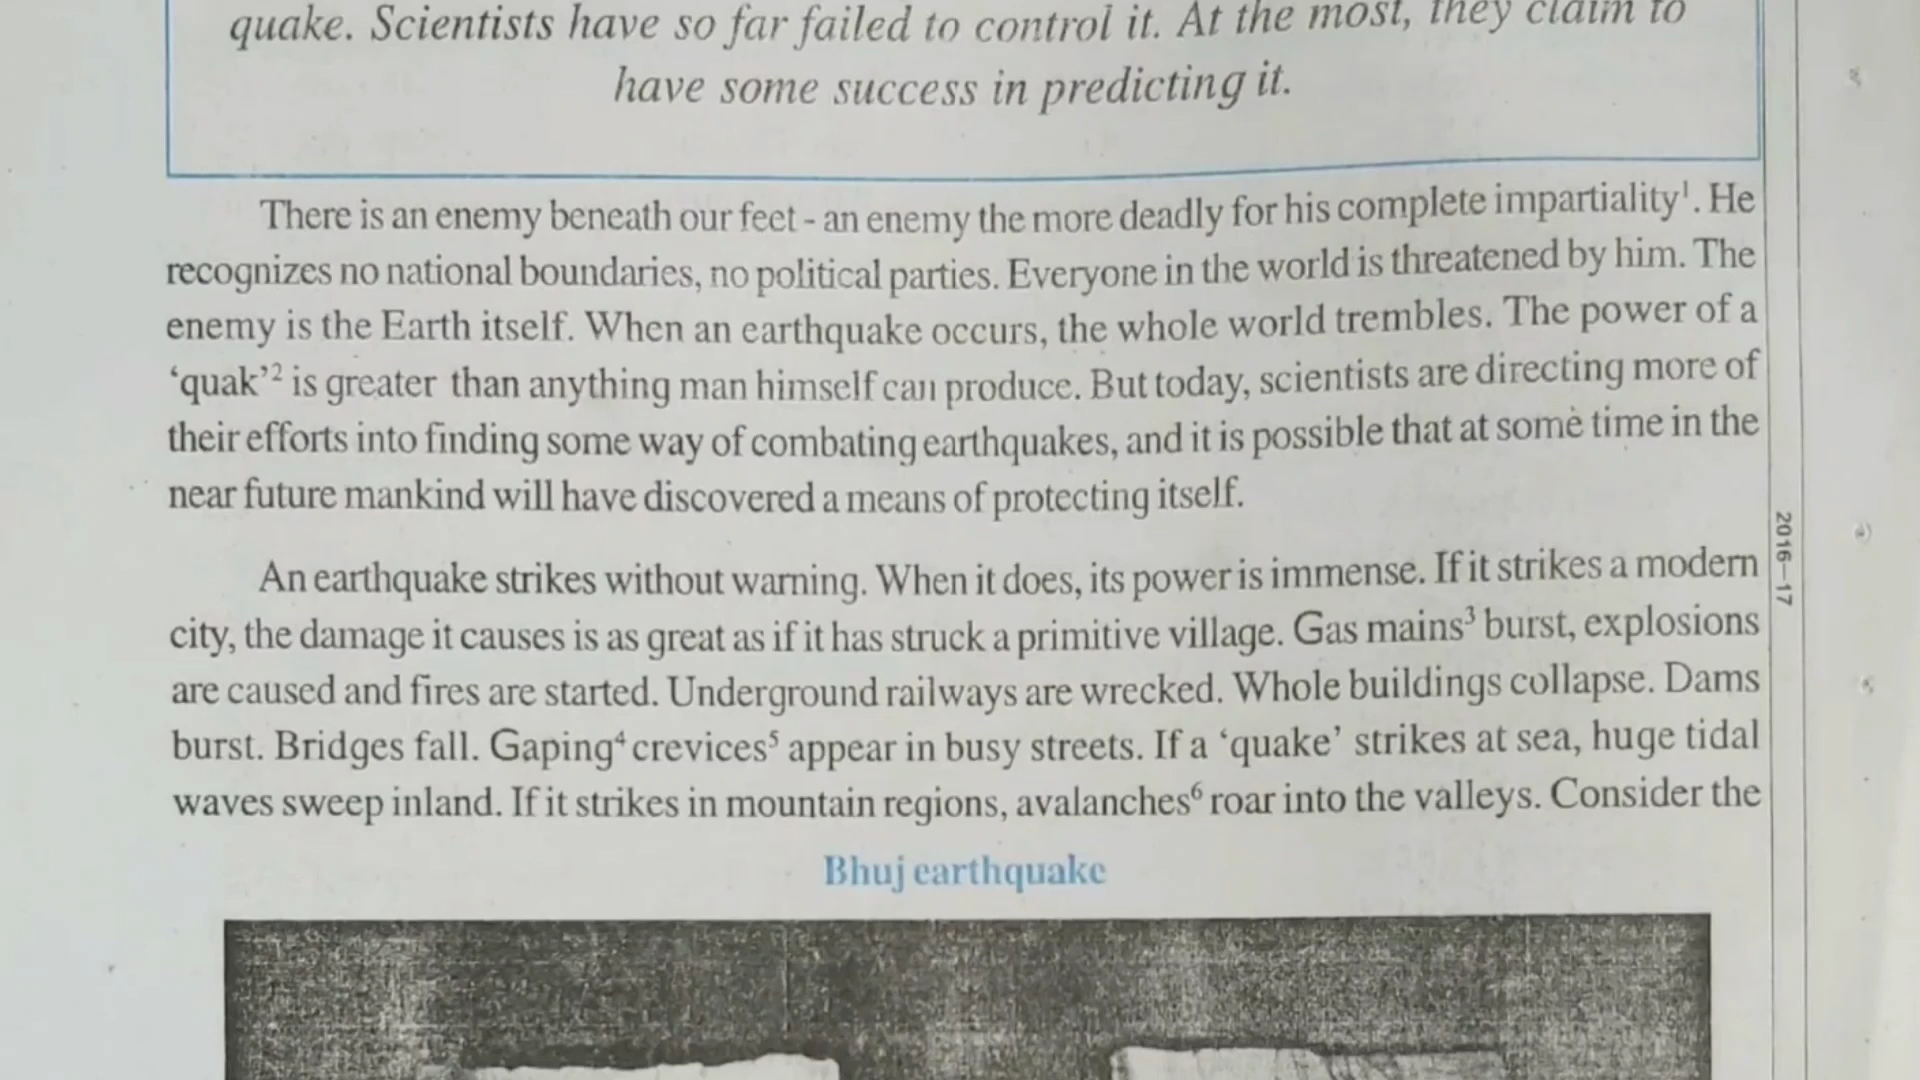 quake. Scientists have so far failed to control it. At the most, they claim to
have some success in predicting it.
There is an enemy beneath our feet - an enemy the more deadly for his complete impartiality¹. He
recognizes no national boundaries, no political parties. Everyone in the world is threatened by him. The
enemy is the Earth itself. When an earthquake occurs, the whole world trembles. The power of a
‘quak’² is greater than anything man himself can produce. But today, scientists are directing more of
their efforts into finding some way of combating earthquakes, and it is possible that at some time in the
near future mankind will have discovered a means of protecting itself.
An earthquake strikes without warning. When it does, its power is immense. If it strikes a modern
city, the damage it causes is as great as if it has struck a primitive village. Gas mains³ burst, explosions
are caused and fires are started. Underground railways are wrecked. Whole buildings collapse. Dams
burst. Bridges fall. Gaping⁴ crevices⁵ appear in busy streets. If a ‘quake’ strikes at sea, huge tidal
waves sweep inland. If it strikes in mountain regions, avalanches⁶ roar into the valleys. Consider the
Bhuj earthquake
2016–17